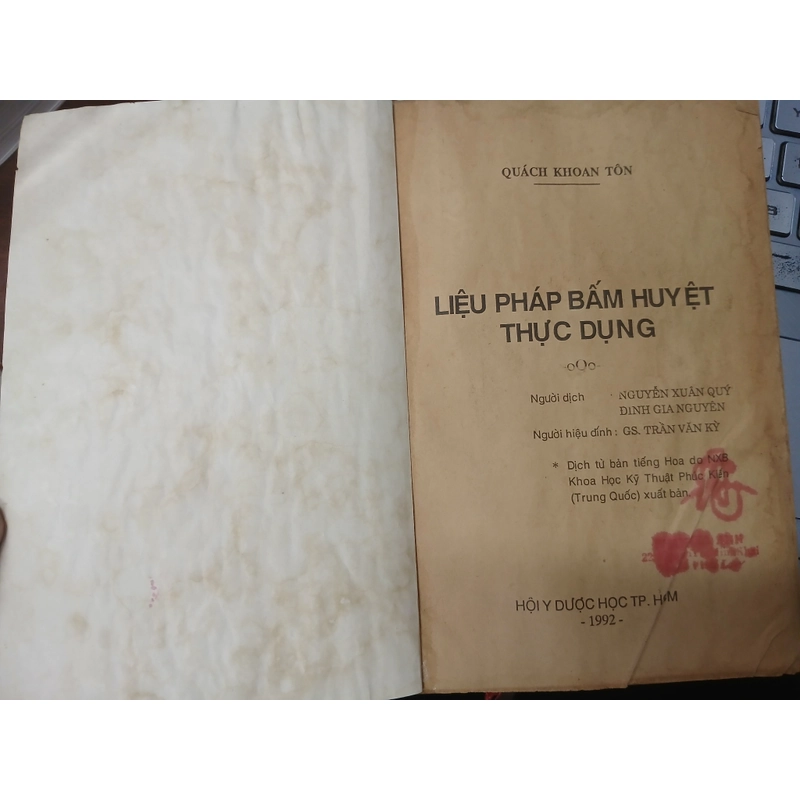 QUÁCH KHOAN TÔN
LIỆU PHÁP BẤM HUYỆT
THỰC DỤNG
-oOo-
Người dịch : NGUYỄN XUÂN QUÝ
ĐINH GIA NGUYÊN
Người hiệu đính : GS. TRẦN VĂN KỲ
* Dịch từ bản tiếng Hoa do NXB
Khoa Học Kỹ Thuật Phắc Kiến
(Trung Quốc) xuất bản
HỘI Y DƯỢC HỌC TP. HCM
- 1992 -